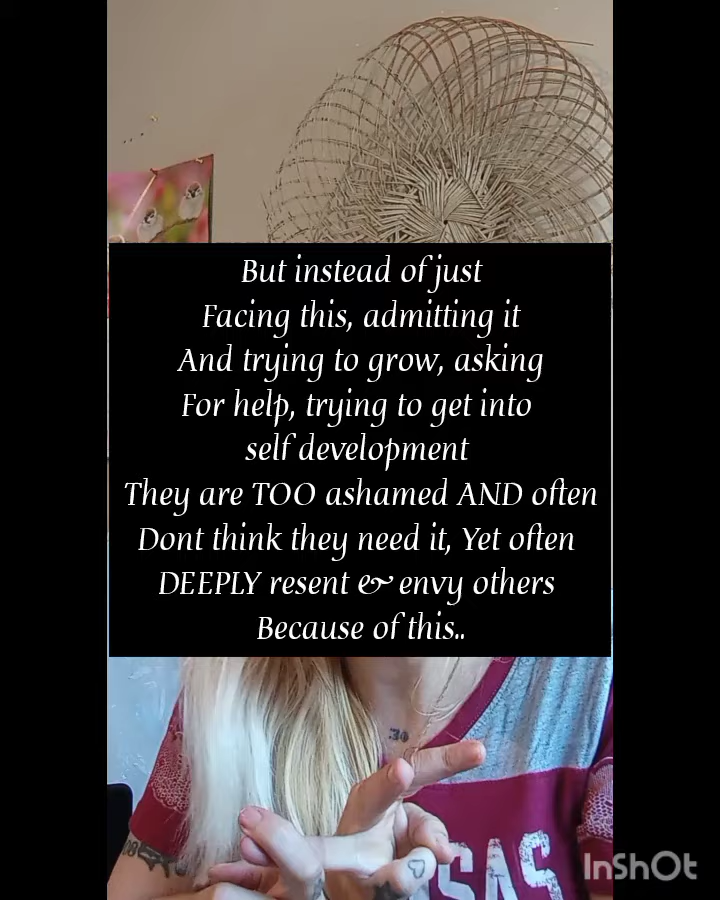 But instead of just
Facing this, admitting it
And trying to grow, asking
For help, trying to get into
self development
They are TOO ashamed AND often
Dont think they need it, Yet often
DEEPLY resent & envy others
Because of this..
SAS
InShOt